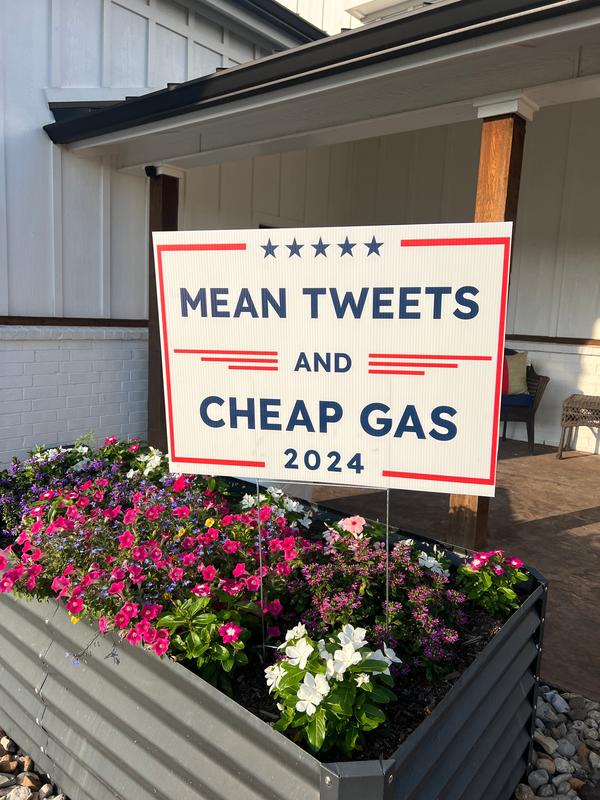 MEAN TWEETS
AND
CHEAP GAS
2024